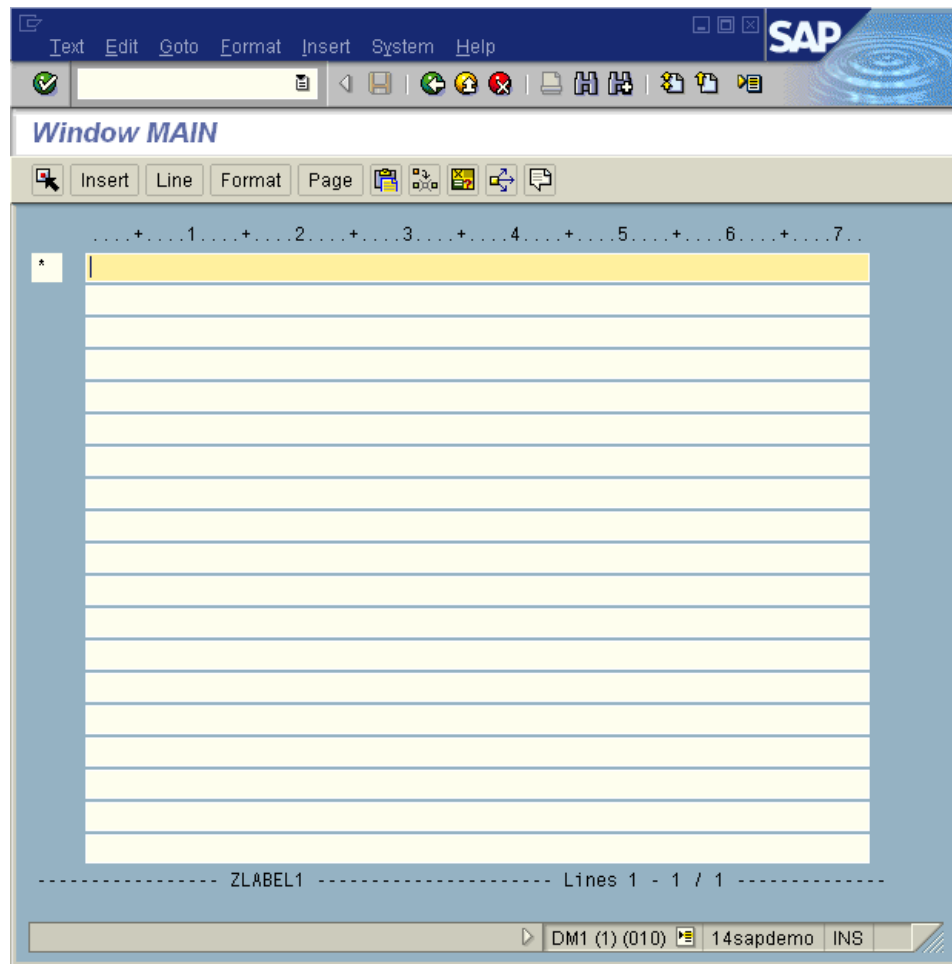 Text Edit Goto Format Insert System Help
SAP
Window MAIN
Insert Line Format Page
....+....1....+....2....+....3....+....4....+....5....+....6....+....7..
*
----------------- ZLABEL1 ---------------------- Lines 1 - 1 / 1 --------------
DM1 (1) (010) 14sapdemo INS